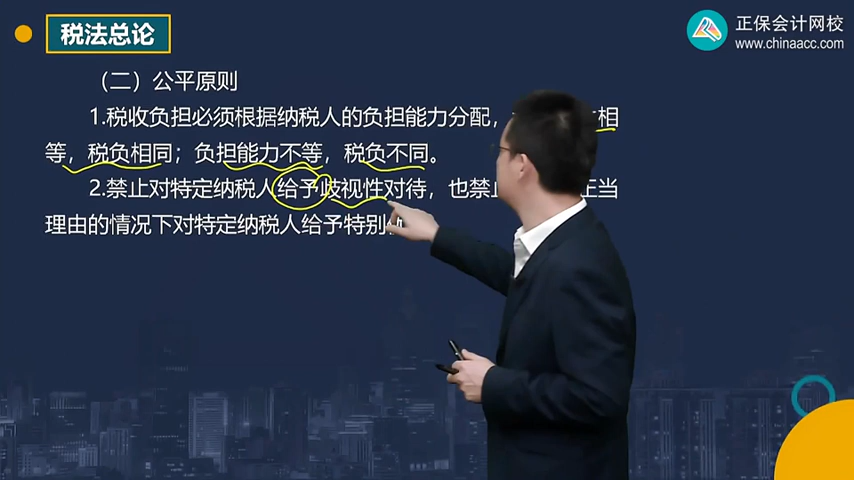 税法总论
正保会计网校
www.chinaacc.com
（二）公平原则
1.税收负担必须根据纳税人的负担能力分配，相
等，税负相同；负担能力不等，税负不同。
2.禁止对特定纳税人给予歧视性对待，也禁正当
理由的情况下对特定纳税人给予特别